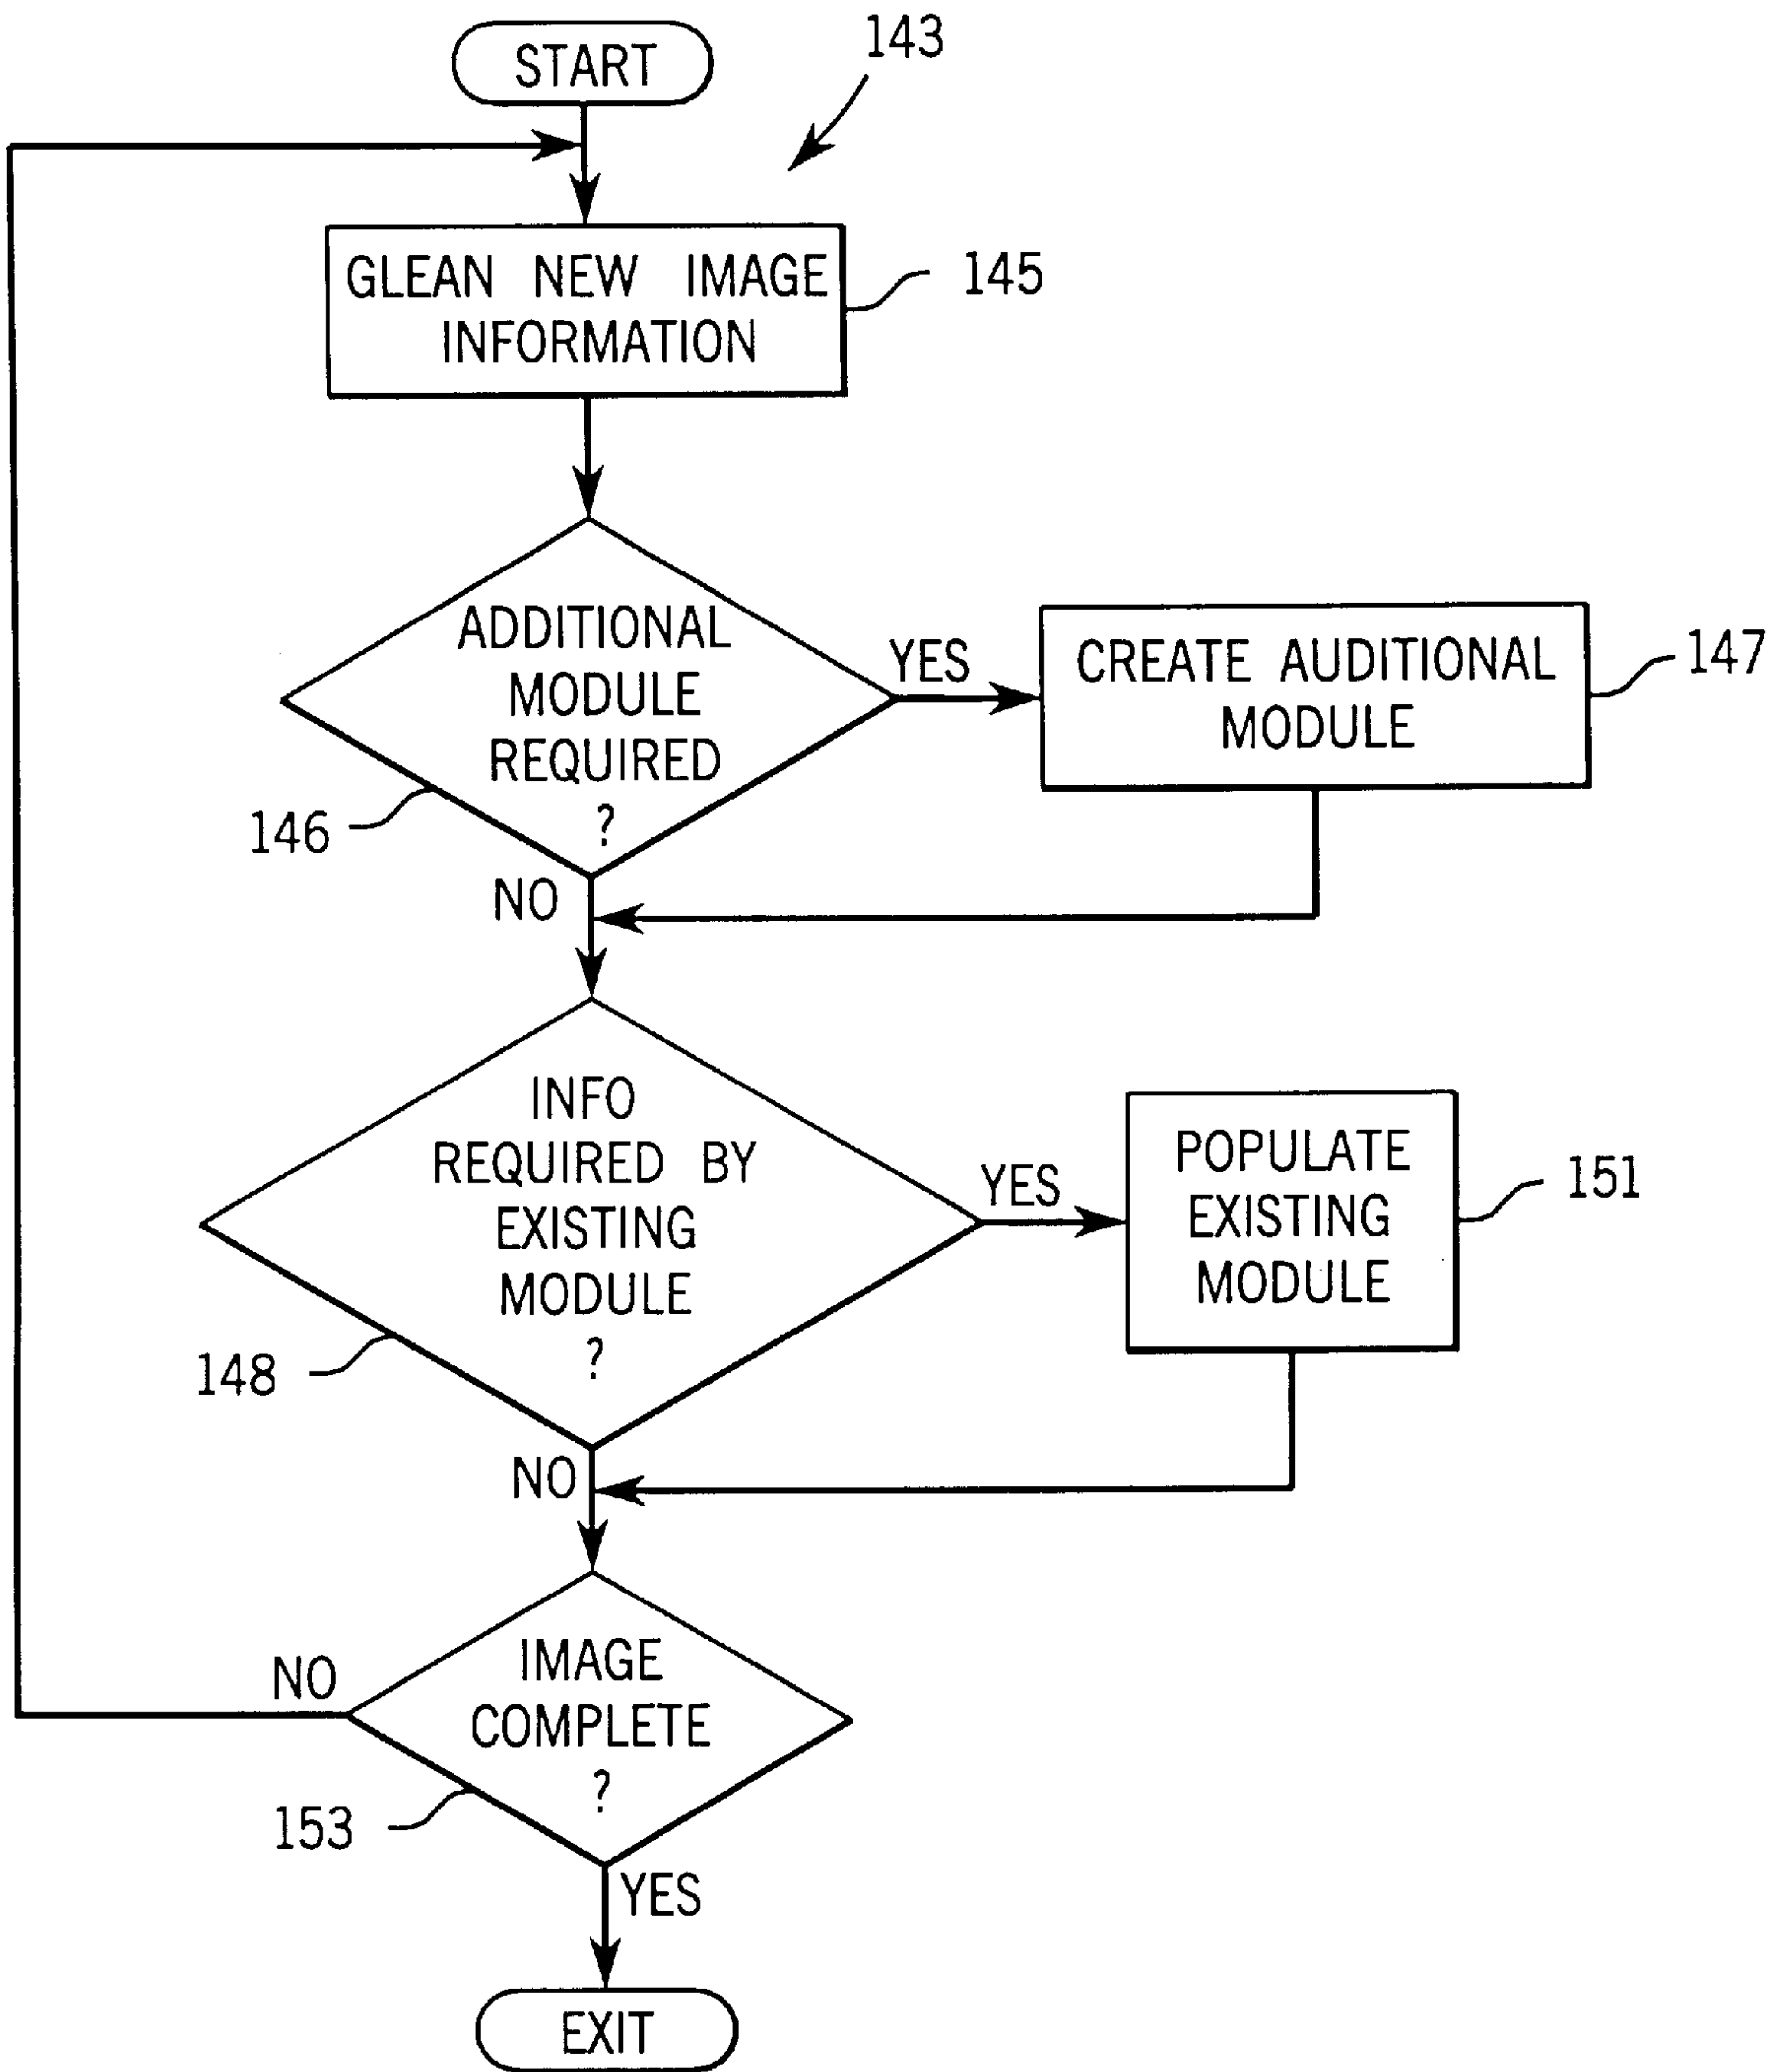 START
143
GLEAN NEW IMAGE
INFORMATION
145
ADDITIONAL
MODULE
REQUIRED
?
146
YES
CREATE AUDITIONAL
MODULE
147
NO
INFO
REQUIRED BY
EXISTING
MODULE
?
148
YES
POPULATE
EXISTING
MODULE
151
NO
IMAGE
COMPLETE
?
153
NO
YES
EXIT